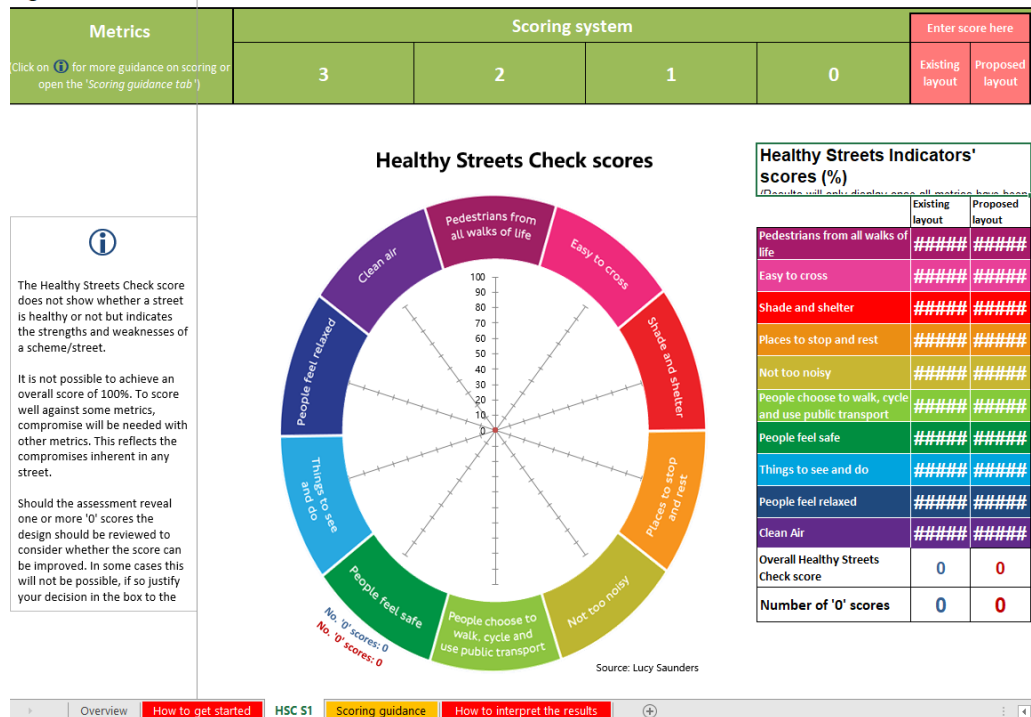 Metrics
(Click on ⓘ for more guidance on scoring or
open the 'Scoring guidance tab')
Scoring system
3
2
1
0
Enter score here
Existing
layout
Proposed
layout
The Healthy Streets Check score
does not show whether a street
is healthy or not but indicates
the strengths and weaknesses of
a scheme/street.
It is not possible to achieve an
overall score of 100%. To score
well against some metrics,
compromise will be needed with
other metrics. This reflects the
compromises inherent in any
street.
Should the assessment reveal
one or more '0' scores the
design should be reviewed to
consider whether the score can
be improved. In some cases this
will not be possible, if so justify
your decision in the box to the
Healthy Streets Check scores
Pedestrians from
all walks of life
Easy to cross
Shade and shelter
Places to stop
and rest
Not too noisy
People choose to
walk, cycle and
use public transport
People feel safe
Things to see
and do
People feel relaxed
Clean air
100
90
80
70
60
50
40
30
20
10
0
No. '0' scores: 0
No. '0' scores: 0
Source: Lucy Saunders
Healthy Streets Indicators'
scores (%)
(Results will only display once all metrics have been
Existing
layout
Proposed
layout
Pedestrians from all walks of
life
##### #####
Easy to cross ##### #####
Shade and shelter ##### #####
Places to stop and rest ##### #####
Not too noisy ##### #####
People choose to walk, cycle
and use public transport
##### #####
People feel safe ##### #####
Things to see and do ##### #####
People feel relaxed ##### #####
Clean Air ##### #####
Overall Healthy Streets
Check score
0 0
Number of '0' scores 0 0
Overview
How to get started
HSC S1
Scoring guidance
How to interpret the results